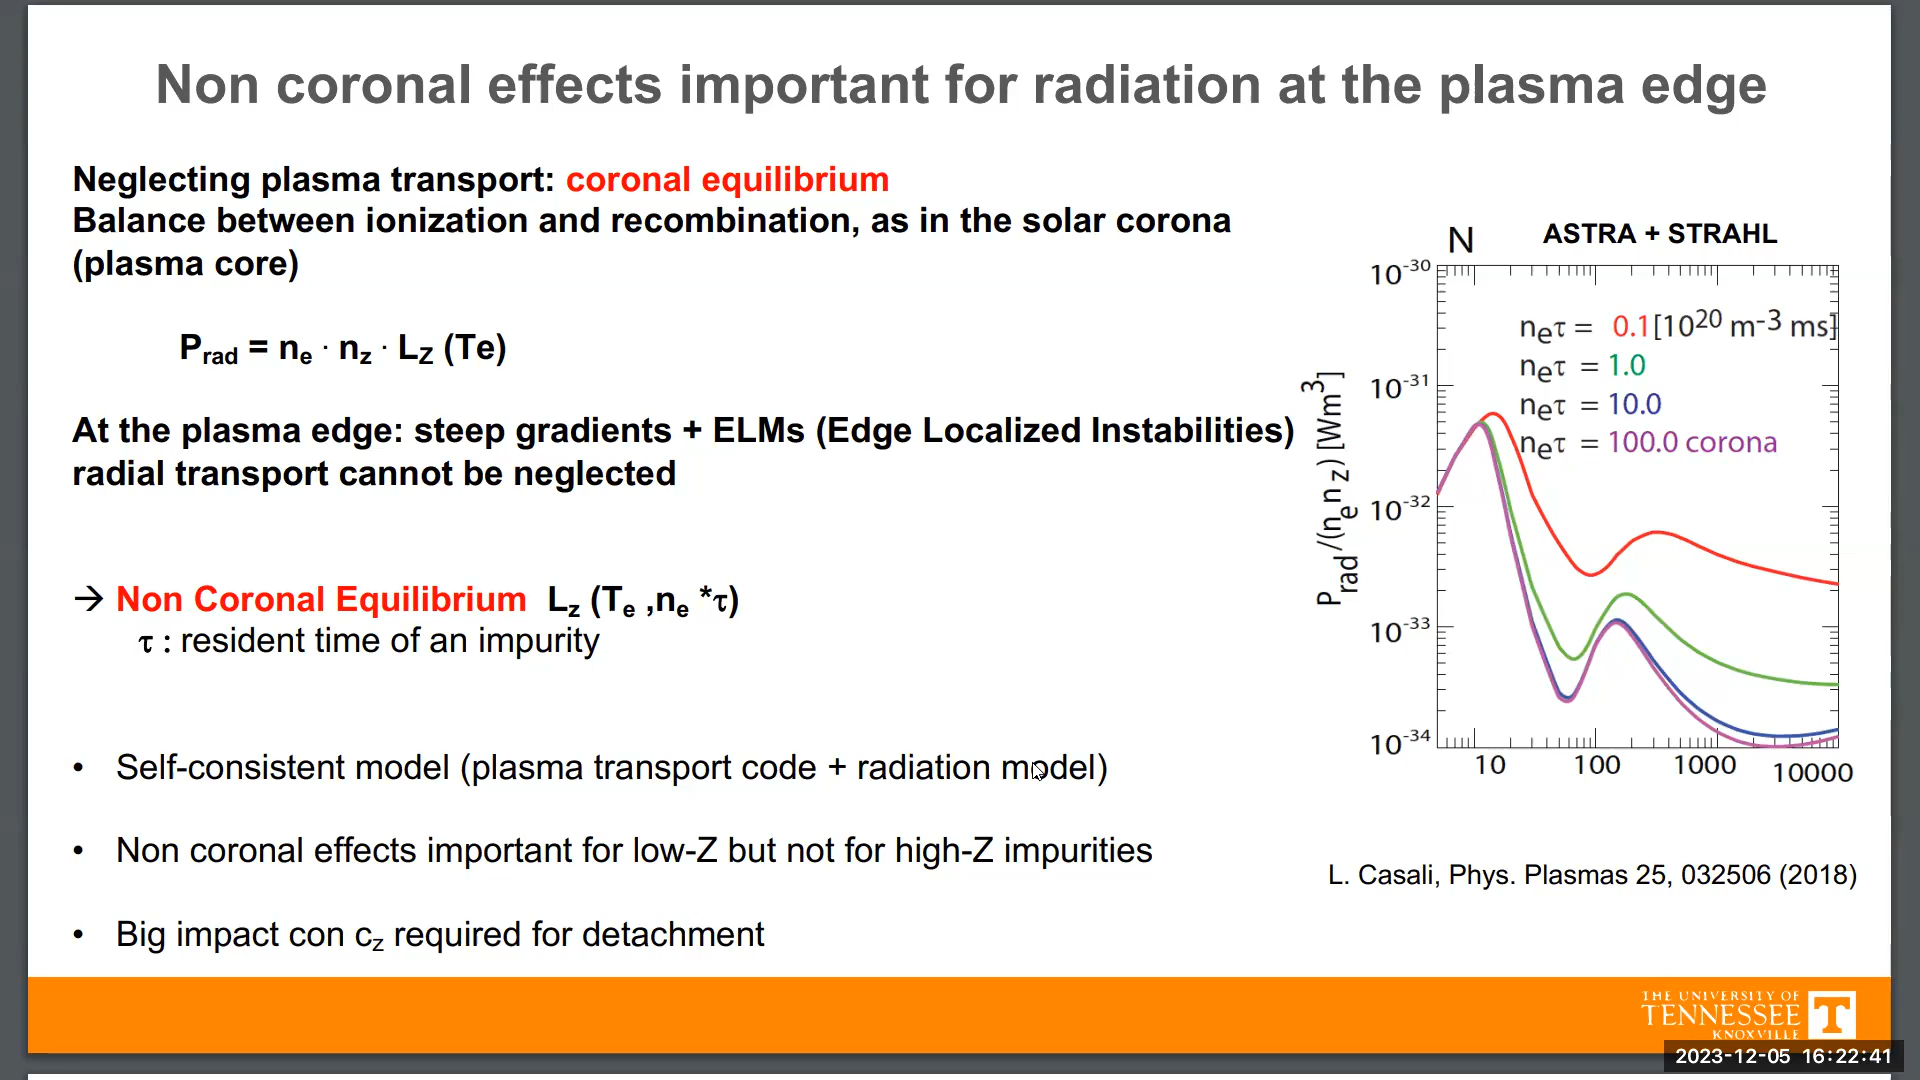 Non coronal effects important for radiation at the plasma edge
Neglecting plasma transport: coronal equilibrium
Balance between ionization and recombination, as in the solar corona
(plasma core)
P_rad = n_e · n_z · L_Z (Te)
At the plasma edge: steep gradients + ELMs (Edge Localized Instabilities)
radial transport cannot be neglected
→ Non Coronal Equilibrium L_z (T_e ,n_e *τ)
τ : resident time of an impurity
• Self-consistent model (plasma transport code + radiation model)
• Non coronal effects important for low-Z but not for high-Z impurities
• Big impact con c_z required for detachment
N
ASTRA + STRAHL
n_eτ = 0.1[10^20 m^-3 ms]
n_eτ = 1.0
n_eτ = 10.0
n_eτ = 100.0 corona
P_rad/(n_e n_z) [Wm^3]
10^-30
10^-31
10^-32
10^-33
10^-34
10 100 1000 10000
L. Casali, Phys. Plasmas 25, 032506 (2018)
THE UNIVERSITY OF
TENNESSEE
KNOXVILLE
T
2023-12-05 16:22:41